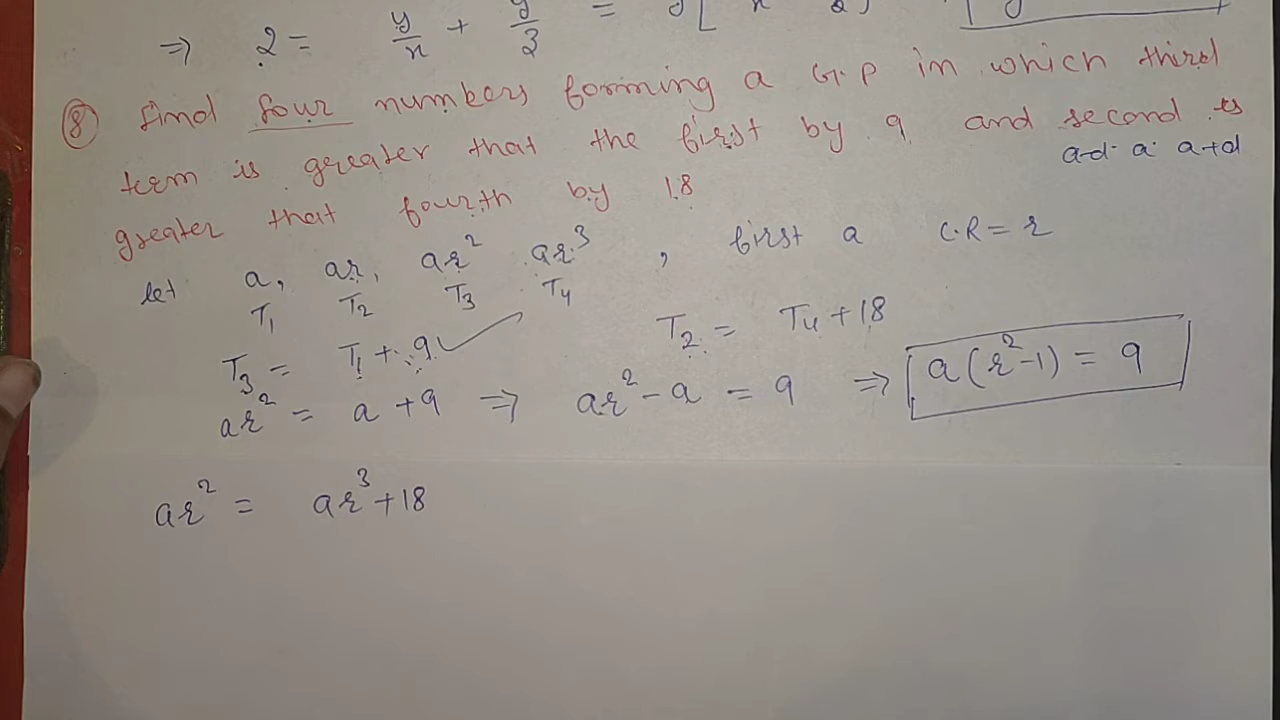 ⇒ 2 = y/x + y/3 =
⑧ Find four numbers forming a G.P in which third
term is greater that the first by 9 and second is
a-d. a. a+d
greater that fourth by 18
let a, ar, ar² ar³ , first a C.R = r
T₁ T₂ T₃ T₄
T₃ = T₁ + 9 ✓ T₂ = T₄ + 18
ar² = a + 9 ⇒ ar² - a = 9 ⇒ a(r² - 1) = 9
ar² = ar³ + 18